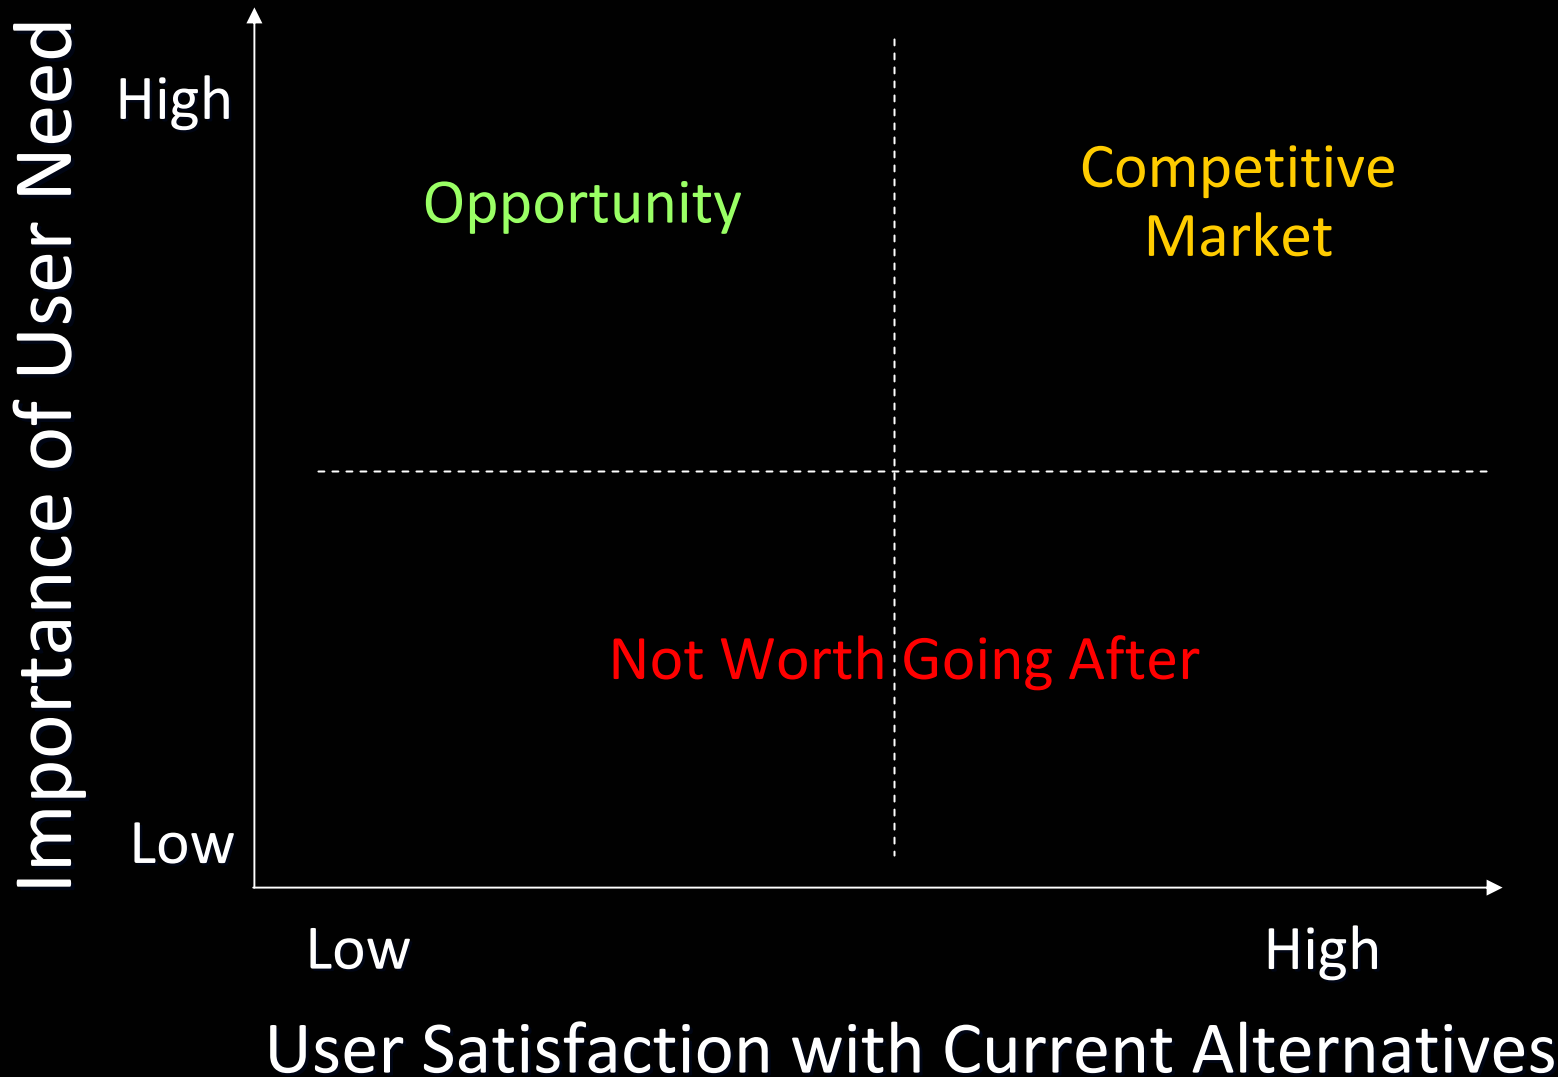 Importance of User Need
High
Opportunity
Competitive
Market
Not Worth Going After
Low
Low
High
User Satisfaction with Current Alternatives